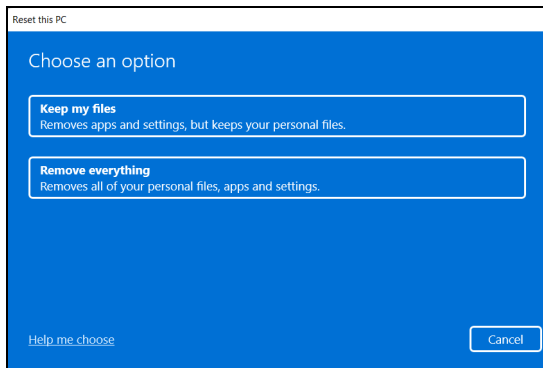 Reset this PC
Choose an option
Keep my files
Removes apps and settings, but keeps your personal files.
Remove everything
Removes all of your personal files, apps and settings.
Help me choose
Cancel